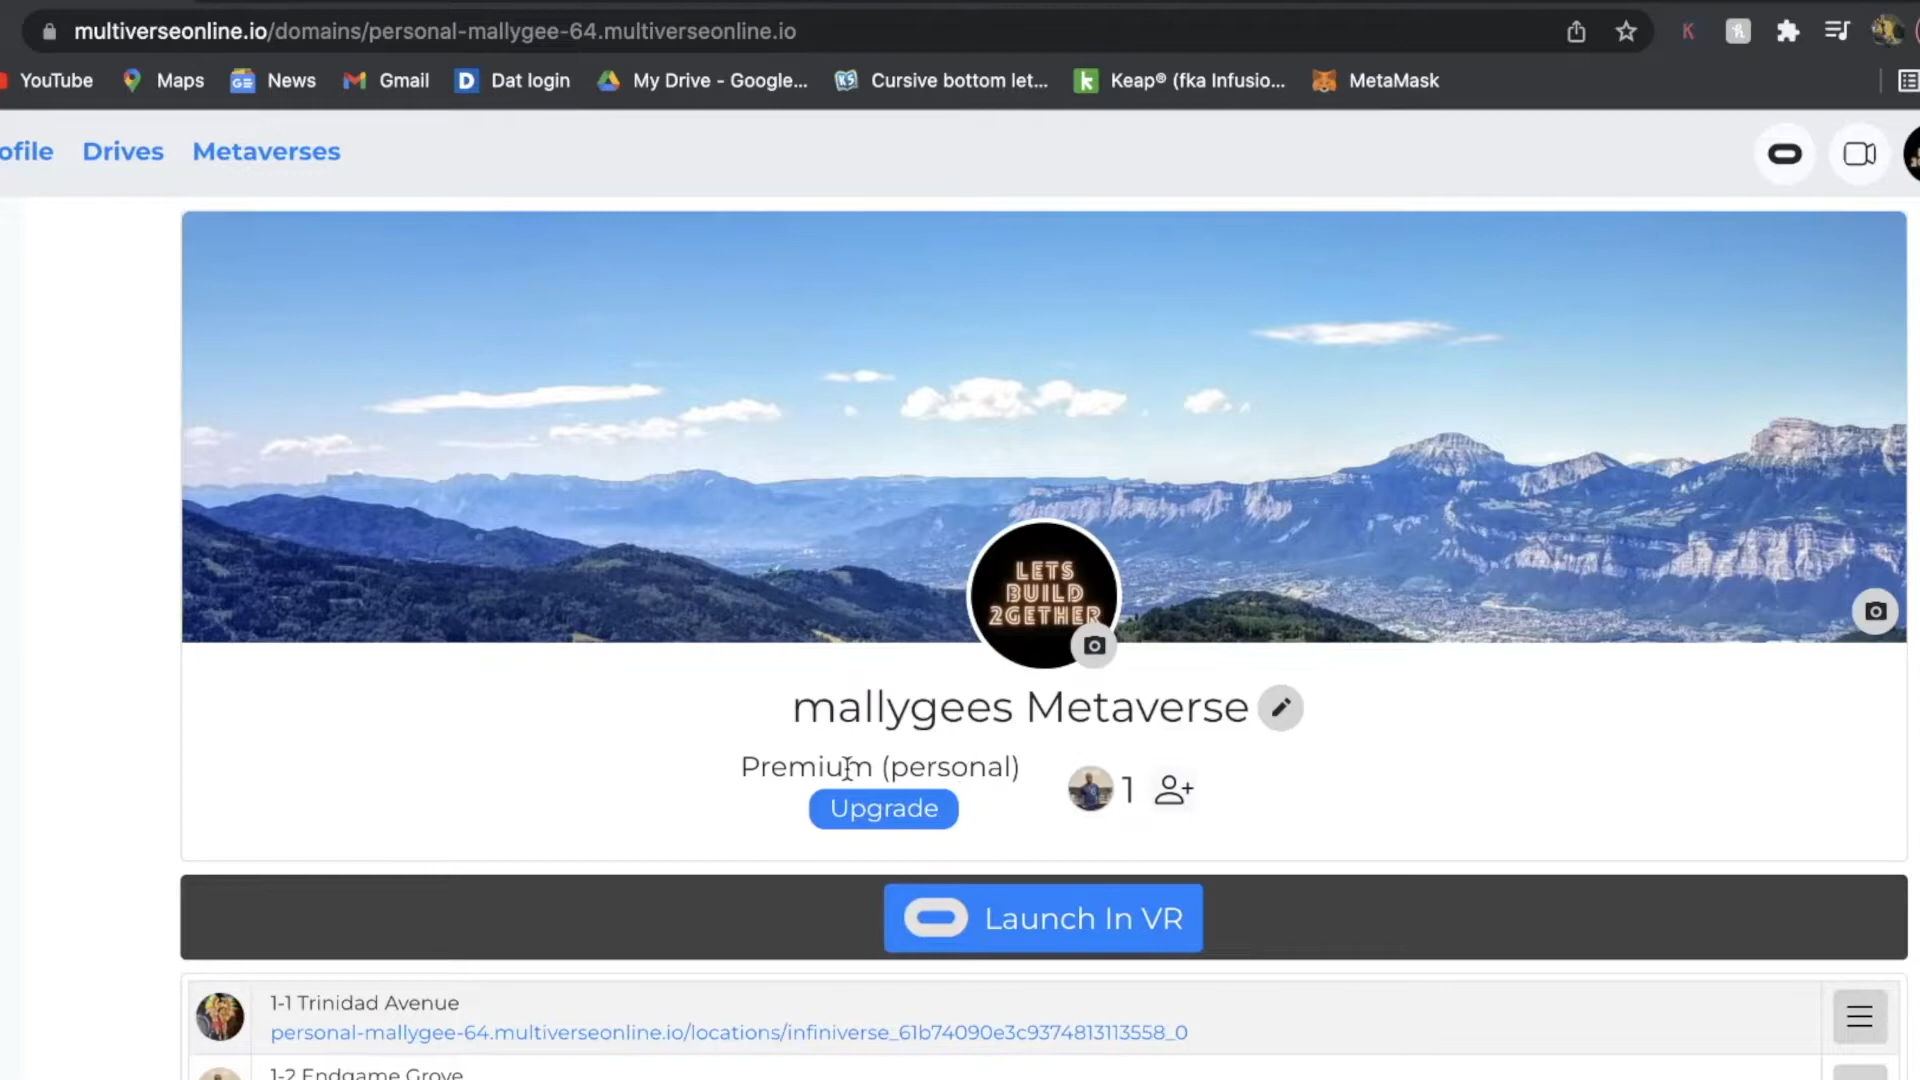 multiverseonline.io/domains/personal-mallygee-64.multiverseonline.io
YouTube Maps News Gmail Dat login My Drive - Google... Cursive bottom let... Keap® (fka Infusio... MetaMask
ofile Drives Metaverses
LETS
BUILD
2GETHER
mallygees Metaverse
Premium (personal)
1
Upgrade
Launch In VR
1-1 Trinidad Avenue
personal-mallygee-64.multiverseonline.io/locations/infiniverse_61b74090e3c9374813113558_0
1-2 Endgame Grove